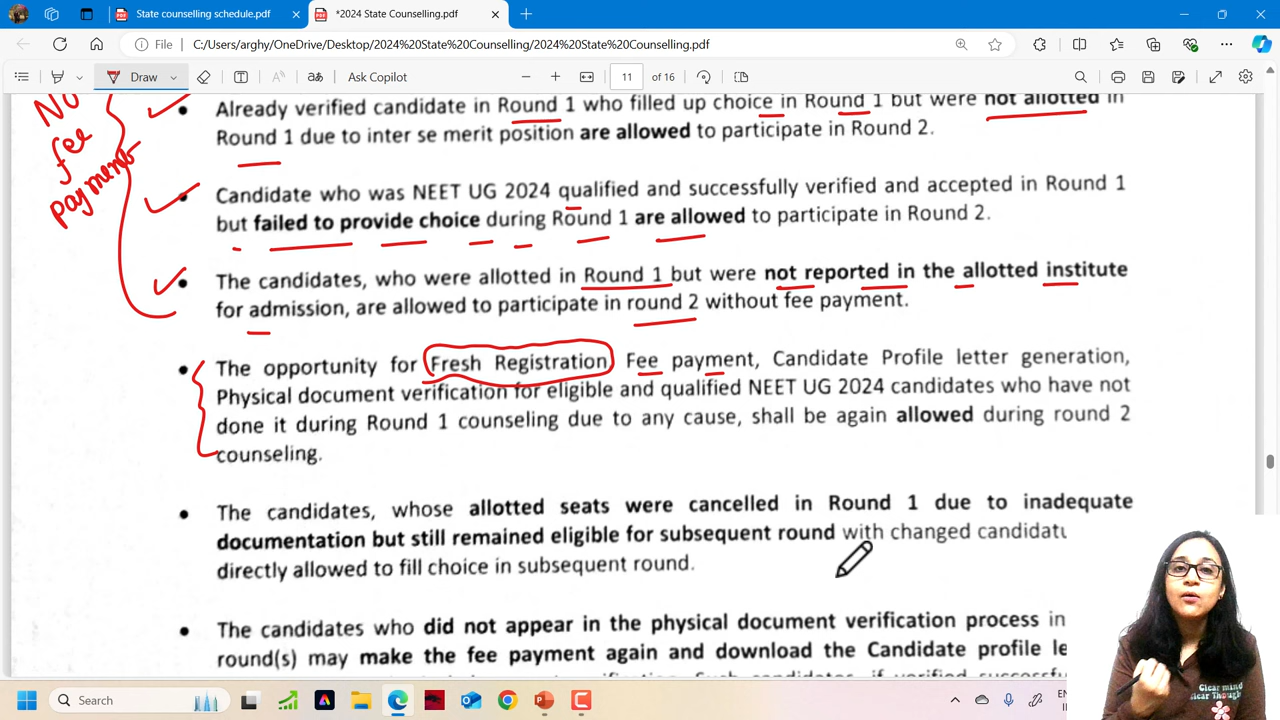 State counselling schedule.pdf
*2024 State Counselling.pdf
File
C:/Users/arghy/OneDrive/Desktop/2024%20State%20Counselling/2024%20State%20Counselling.pdf
Draw
Ask Copilot
11 of 16
No
fee
payment
Already verified candidate in Round 1 who filled up choice in Round 1 but were not allotted in
Round 1 due to inter se merit position are allowed to participate in Round 2.
Candidate who was NEET UG 2024 qualified and successfully verified and accepted in Round 1
but failed to provide choice during Round 1 are allowed to participate in Round 2.
The candidates, who were allotted in Round 1 but were not reported in the allotted institute
for admission, are allowed to participate in round 2 without fee payment.
The opportunity for Fresh Registration Fee payment, Candidate Profile letter generation,
Physical document verification for eligible and qualified NEET UG 2024 candidates who have not
done it during Round 1 counseling due to any cause, shall be again allowed during round 2
counseling.
The candidates, whose allotted seats were cancelled in Round 1 due to inadequate
documentation but still remained eligible for subsequent round with changed candidatu
directly allowed to fill choice in subsequent round.
The candidates who did not appear in the physical document verification process in
round(s) may make the fee payment again and download the Candidate profile le
Clear mind
Clear Though
Search